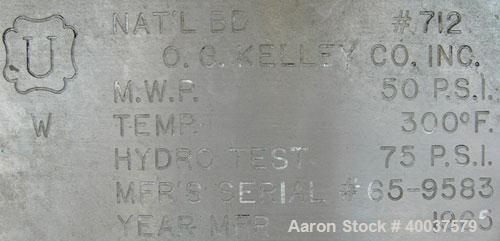 NAT'L BD #712
U O. G. KELLEY CO. INC.
M.W.P. 50 P.S.I.
W TEMP. 300°F.
HYDRO TEST 75 P.S.I.
MFR'S SERIAL #65-9583
YEAR MFR 1965
Aaron Stock# 40037579